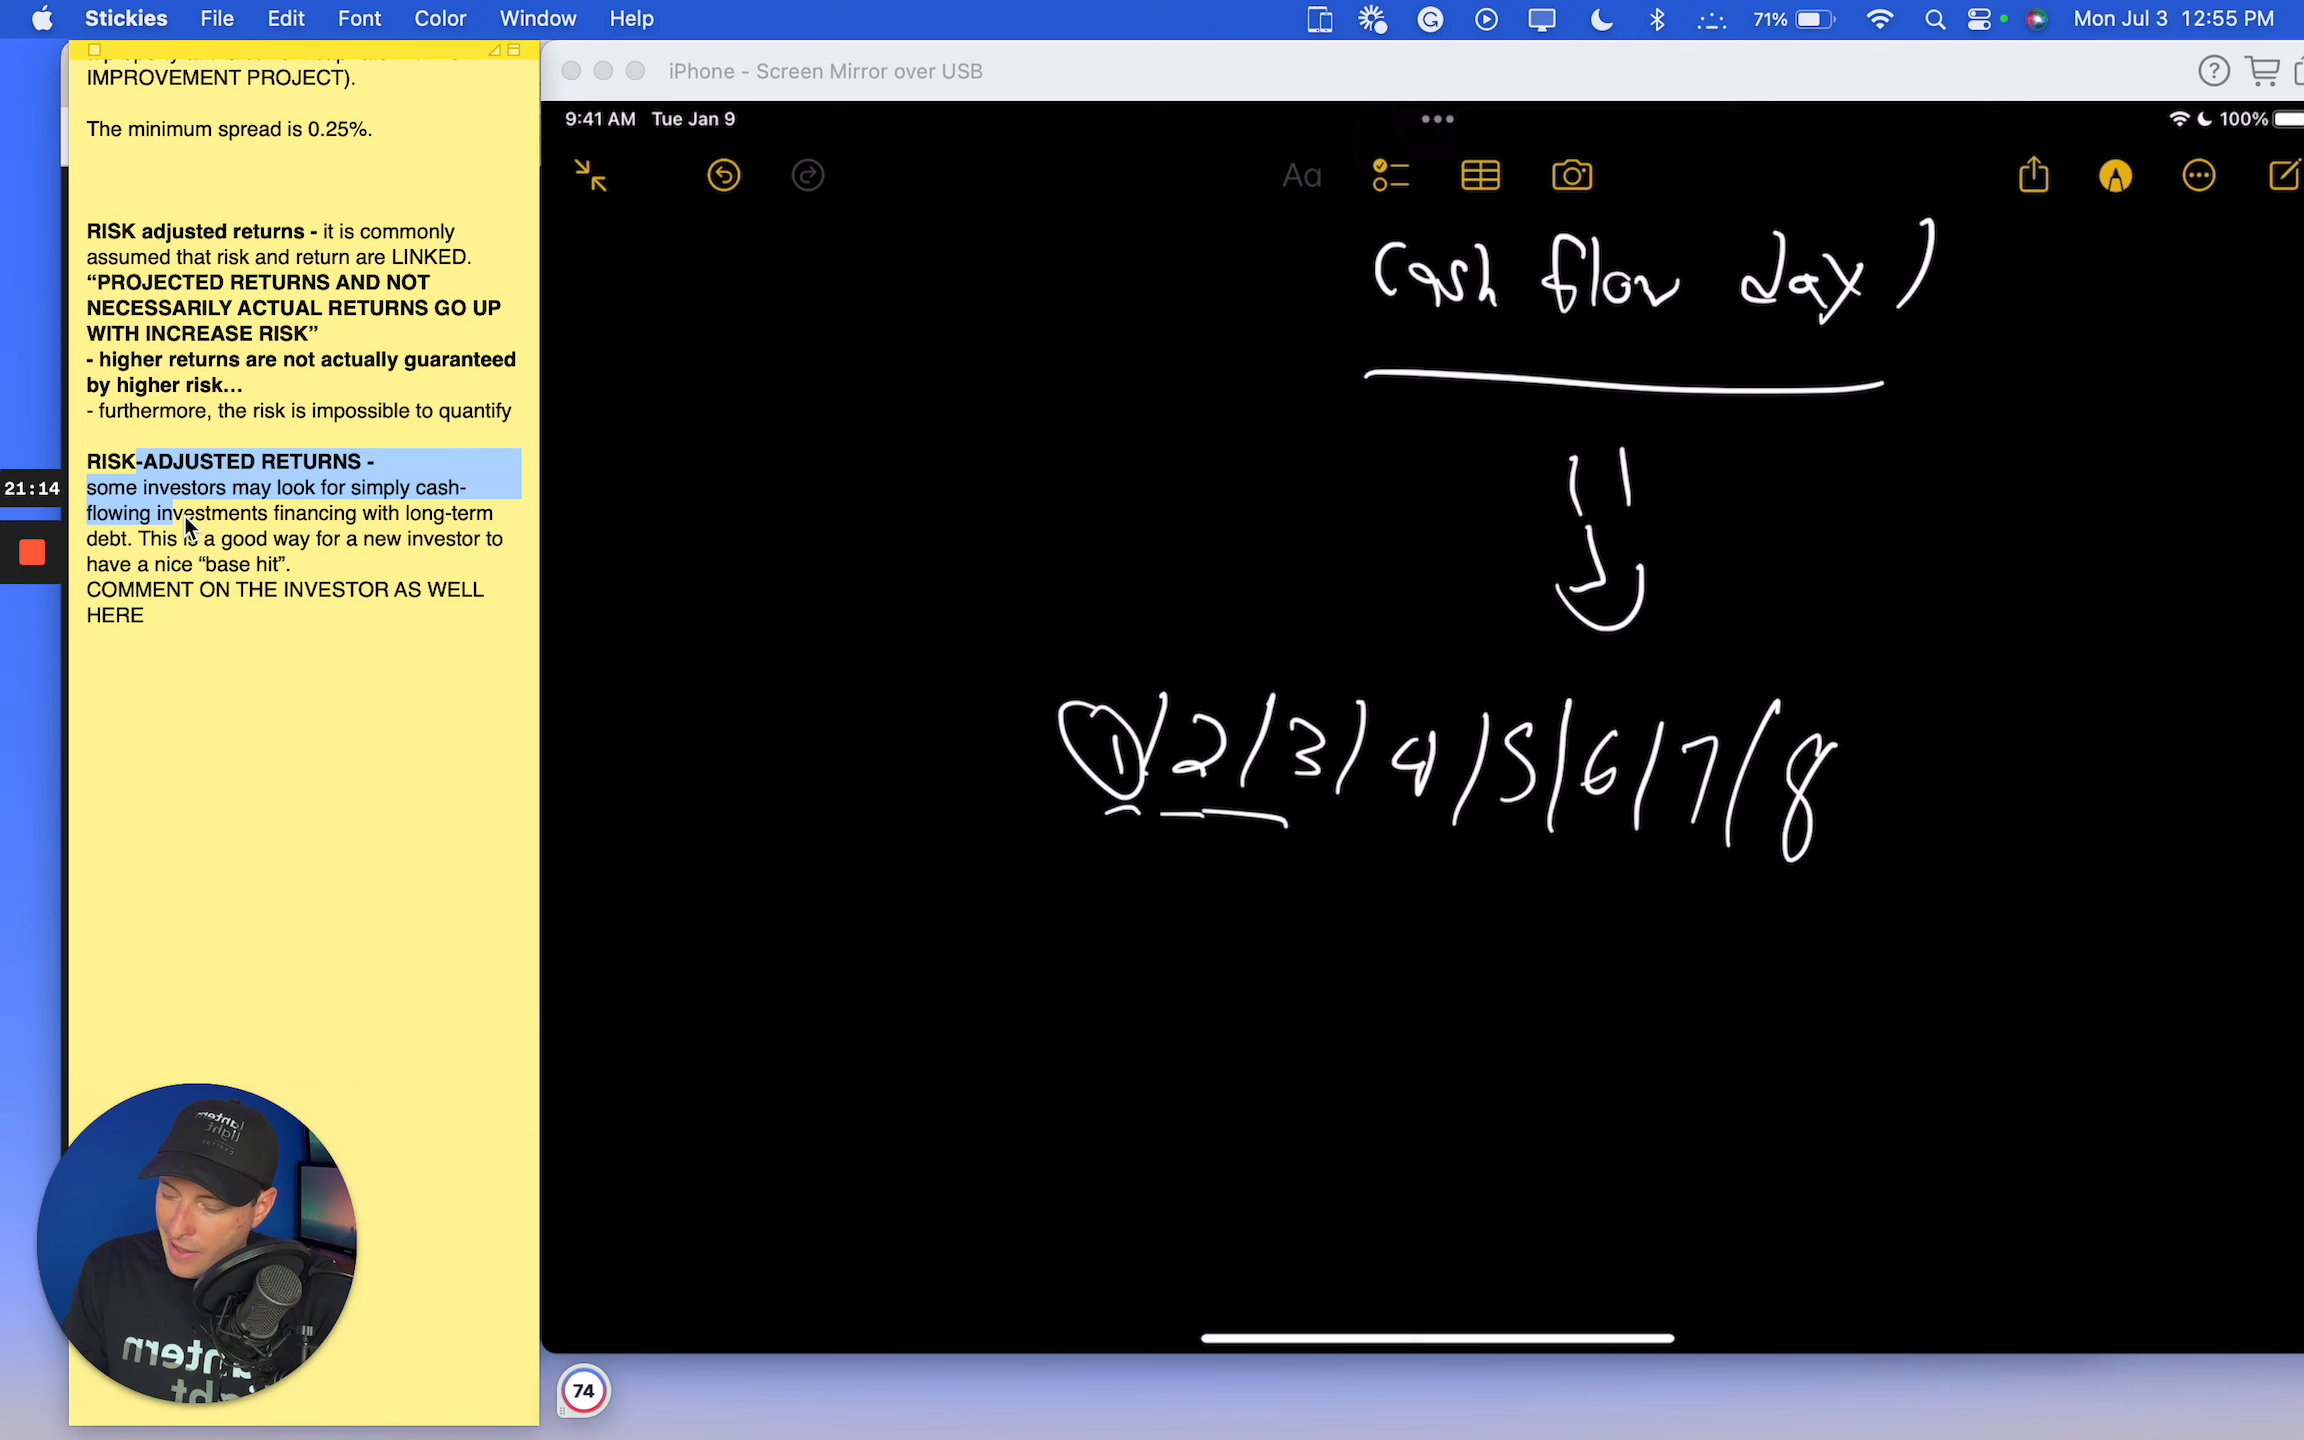 Stickies File Edit Font Color Window Help 71% Mon Jul 3 12:55 PM
IMPROVEMENT PROJECT).
The minimum spread is 0.25%.
RISK adjusted returns - it is commonly
assumed that risk and return are LINKED.
“PROJECTED RETURNS AND NOT
NECESSARILY ACTUAL RETURNS GO UP
WITH INCREASE RISK”
- higher returns are not actually guaranteed
by higher risk...
- furthermore, the risk is impossible to quantify
RISK-ADJUSTED RETURNS -
some investors may look for simply cash-
flowing investments financing with long-term
debt. This is a good way for a new investor to
have a nice “base hit”.
COMMENT ON THE INVESTOR AS WELL
HERE
21:14
iPhone - Screen Mirror over USB
9:41 AM Tue Jan 9 100%
Aa
Cash flow day)
1/2/3/4/5/6/7/8
lantern
light
74